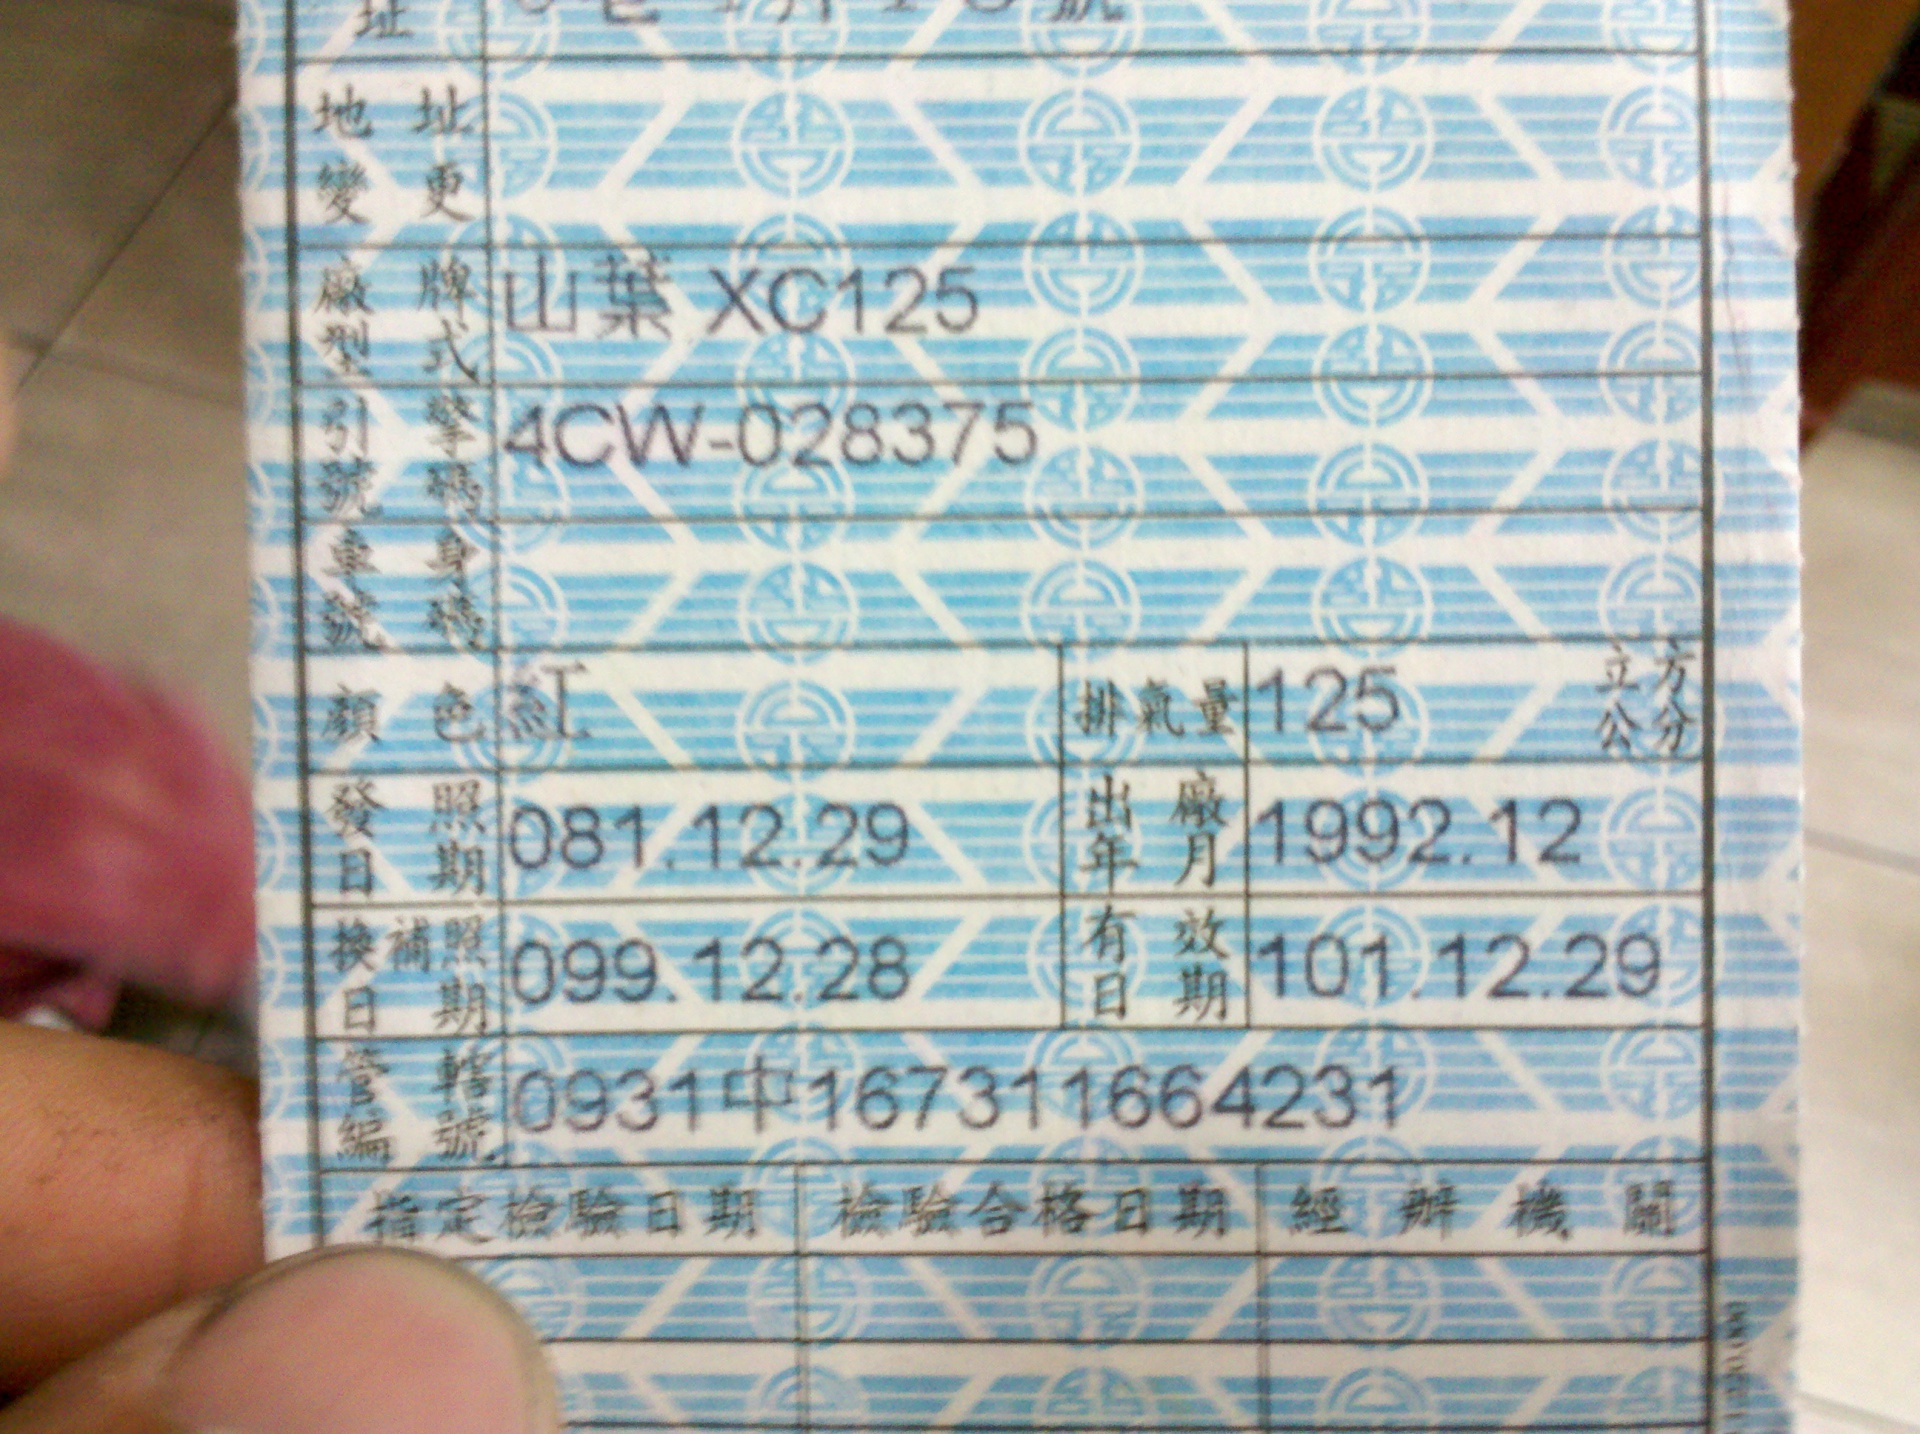 址 號
地址變更
廠牌型式 山葉 XC125
引擎號碼 4CW-028375
車身號碼
顏色 紅 排氣量 125 立方公分
發照日期 081.12.29 出廠年月 1992.12
換補照日期 099.12.28 有效日期 101.12.29
管轄編號 0931中167311664231
指定檢驗日期 檢驗合格日期 經辦機關